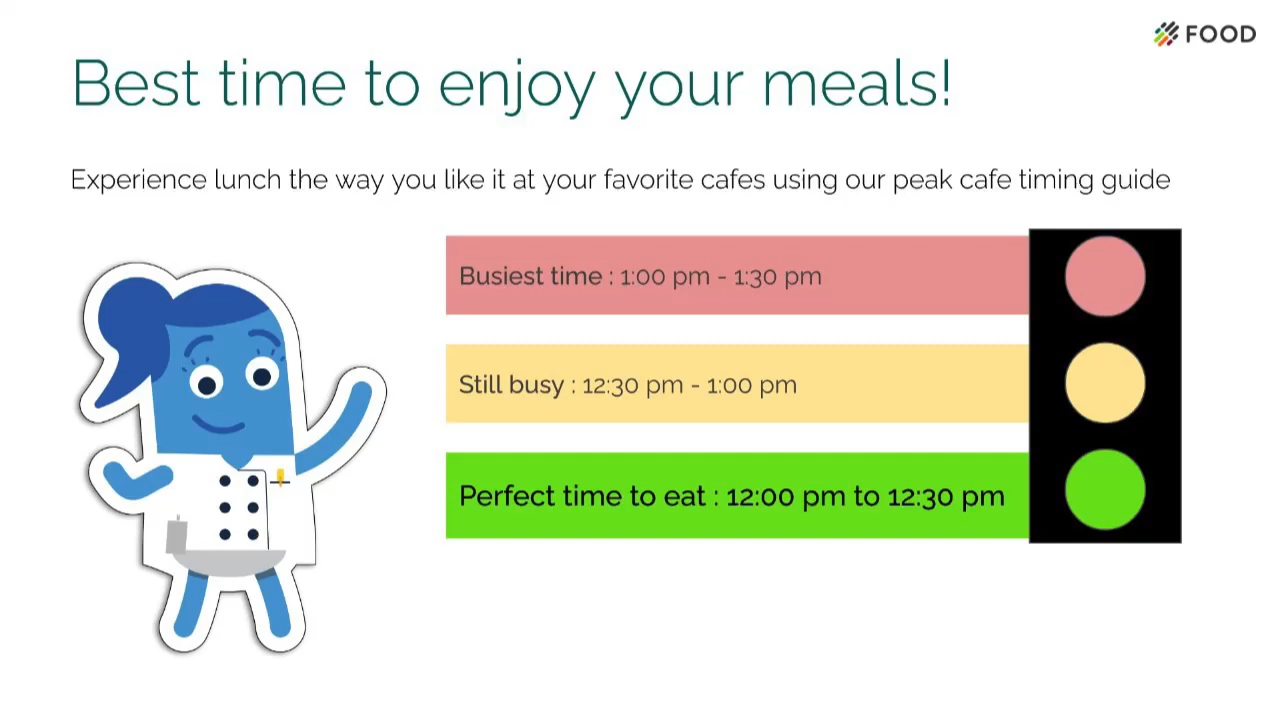 FOOD
Best time to enjoy your meals!
Experience lunch the way you like it at your favorite cafes using our peak cafe timing guide
Busiest time : 1:00 pm - 1:30 pm
Still busy : 12:30 pm - 1:00 pm
Perfect time to eat : 12:00 pm to 12:30 pm